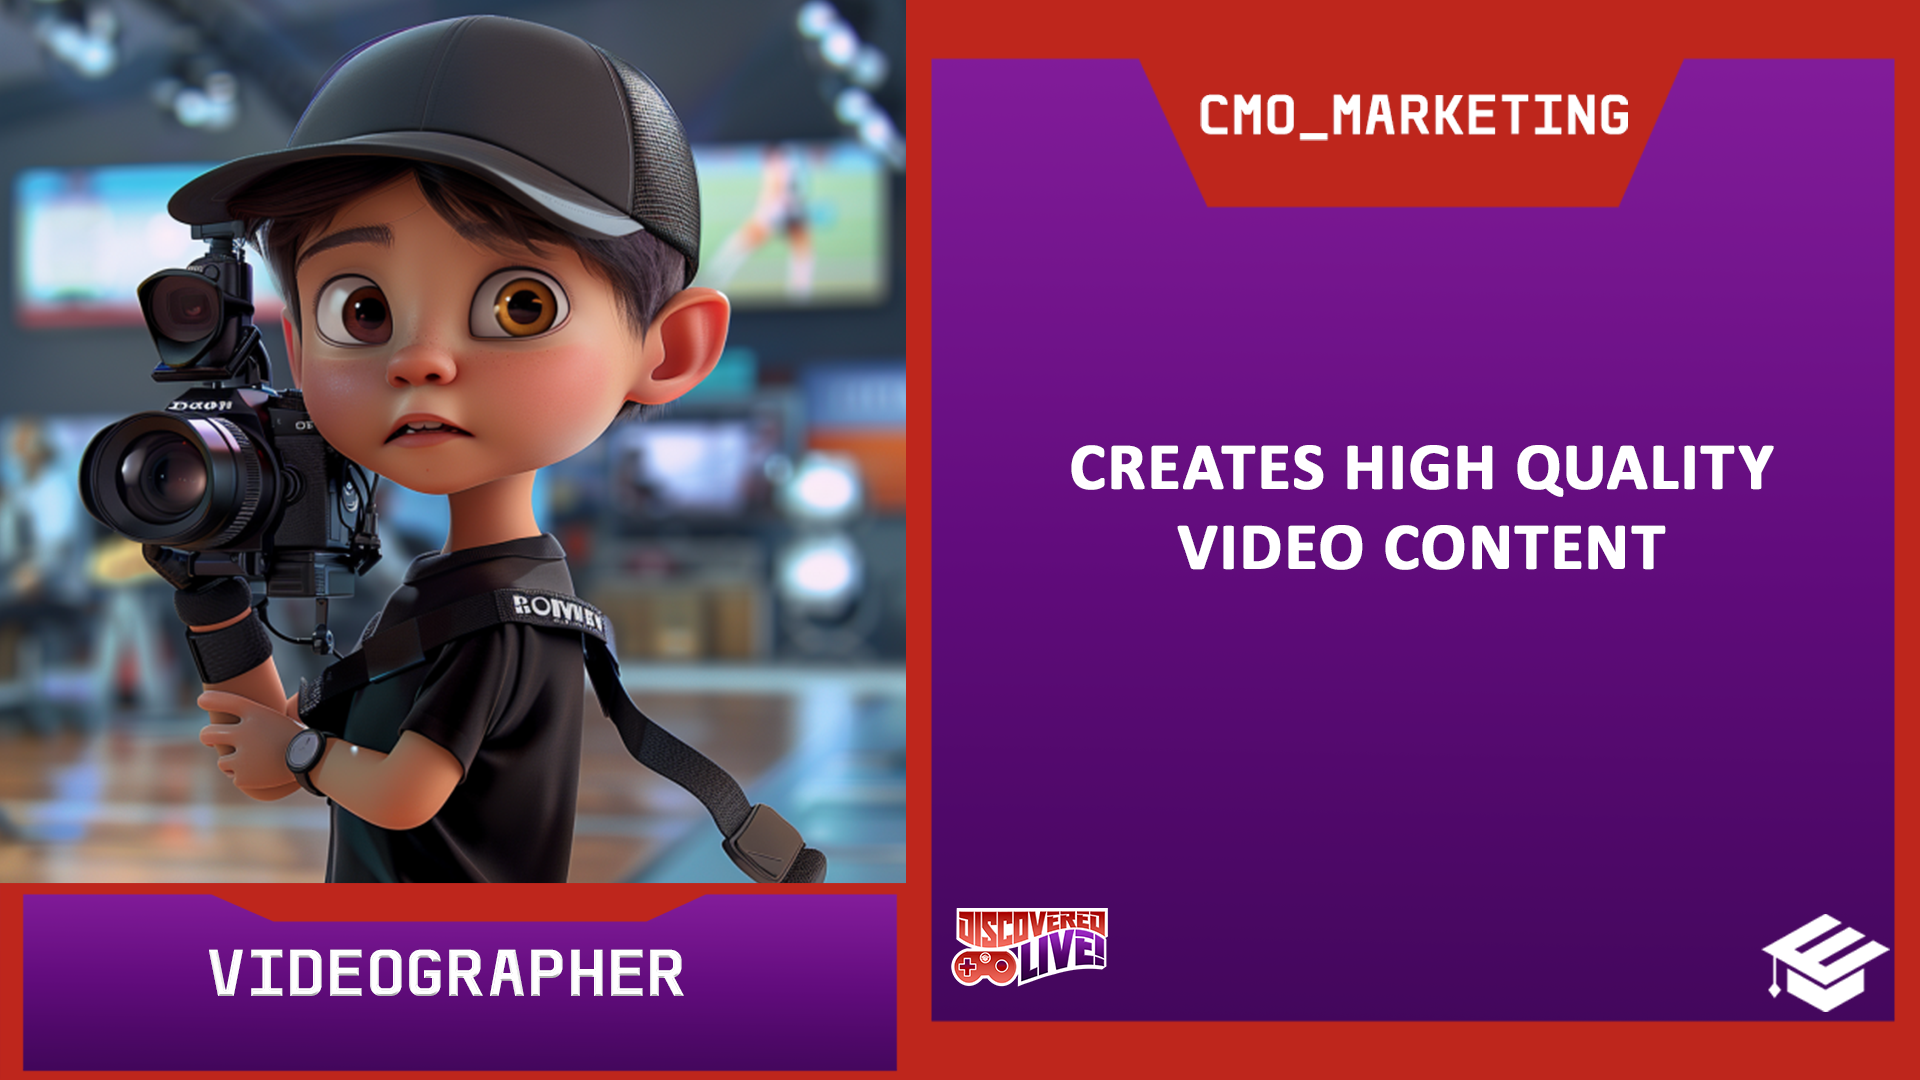 CMO_MARKETING
CREATES HIGH QUALITY
VIDEO CONTENT
VIDEOGRAPHER
DISCOVERED
LIVE!